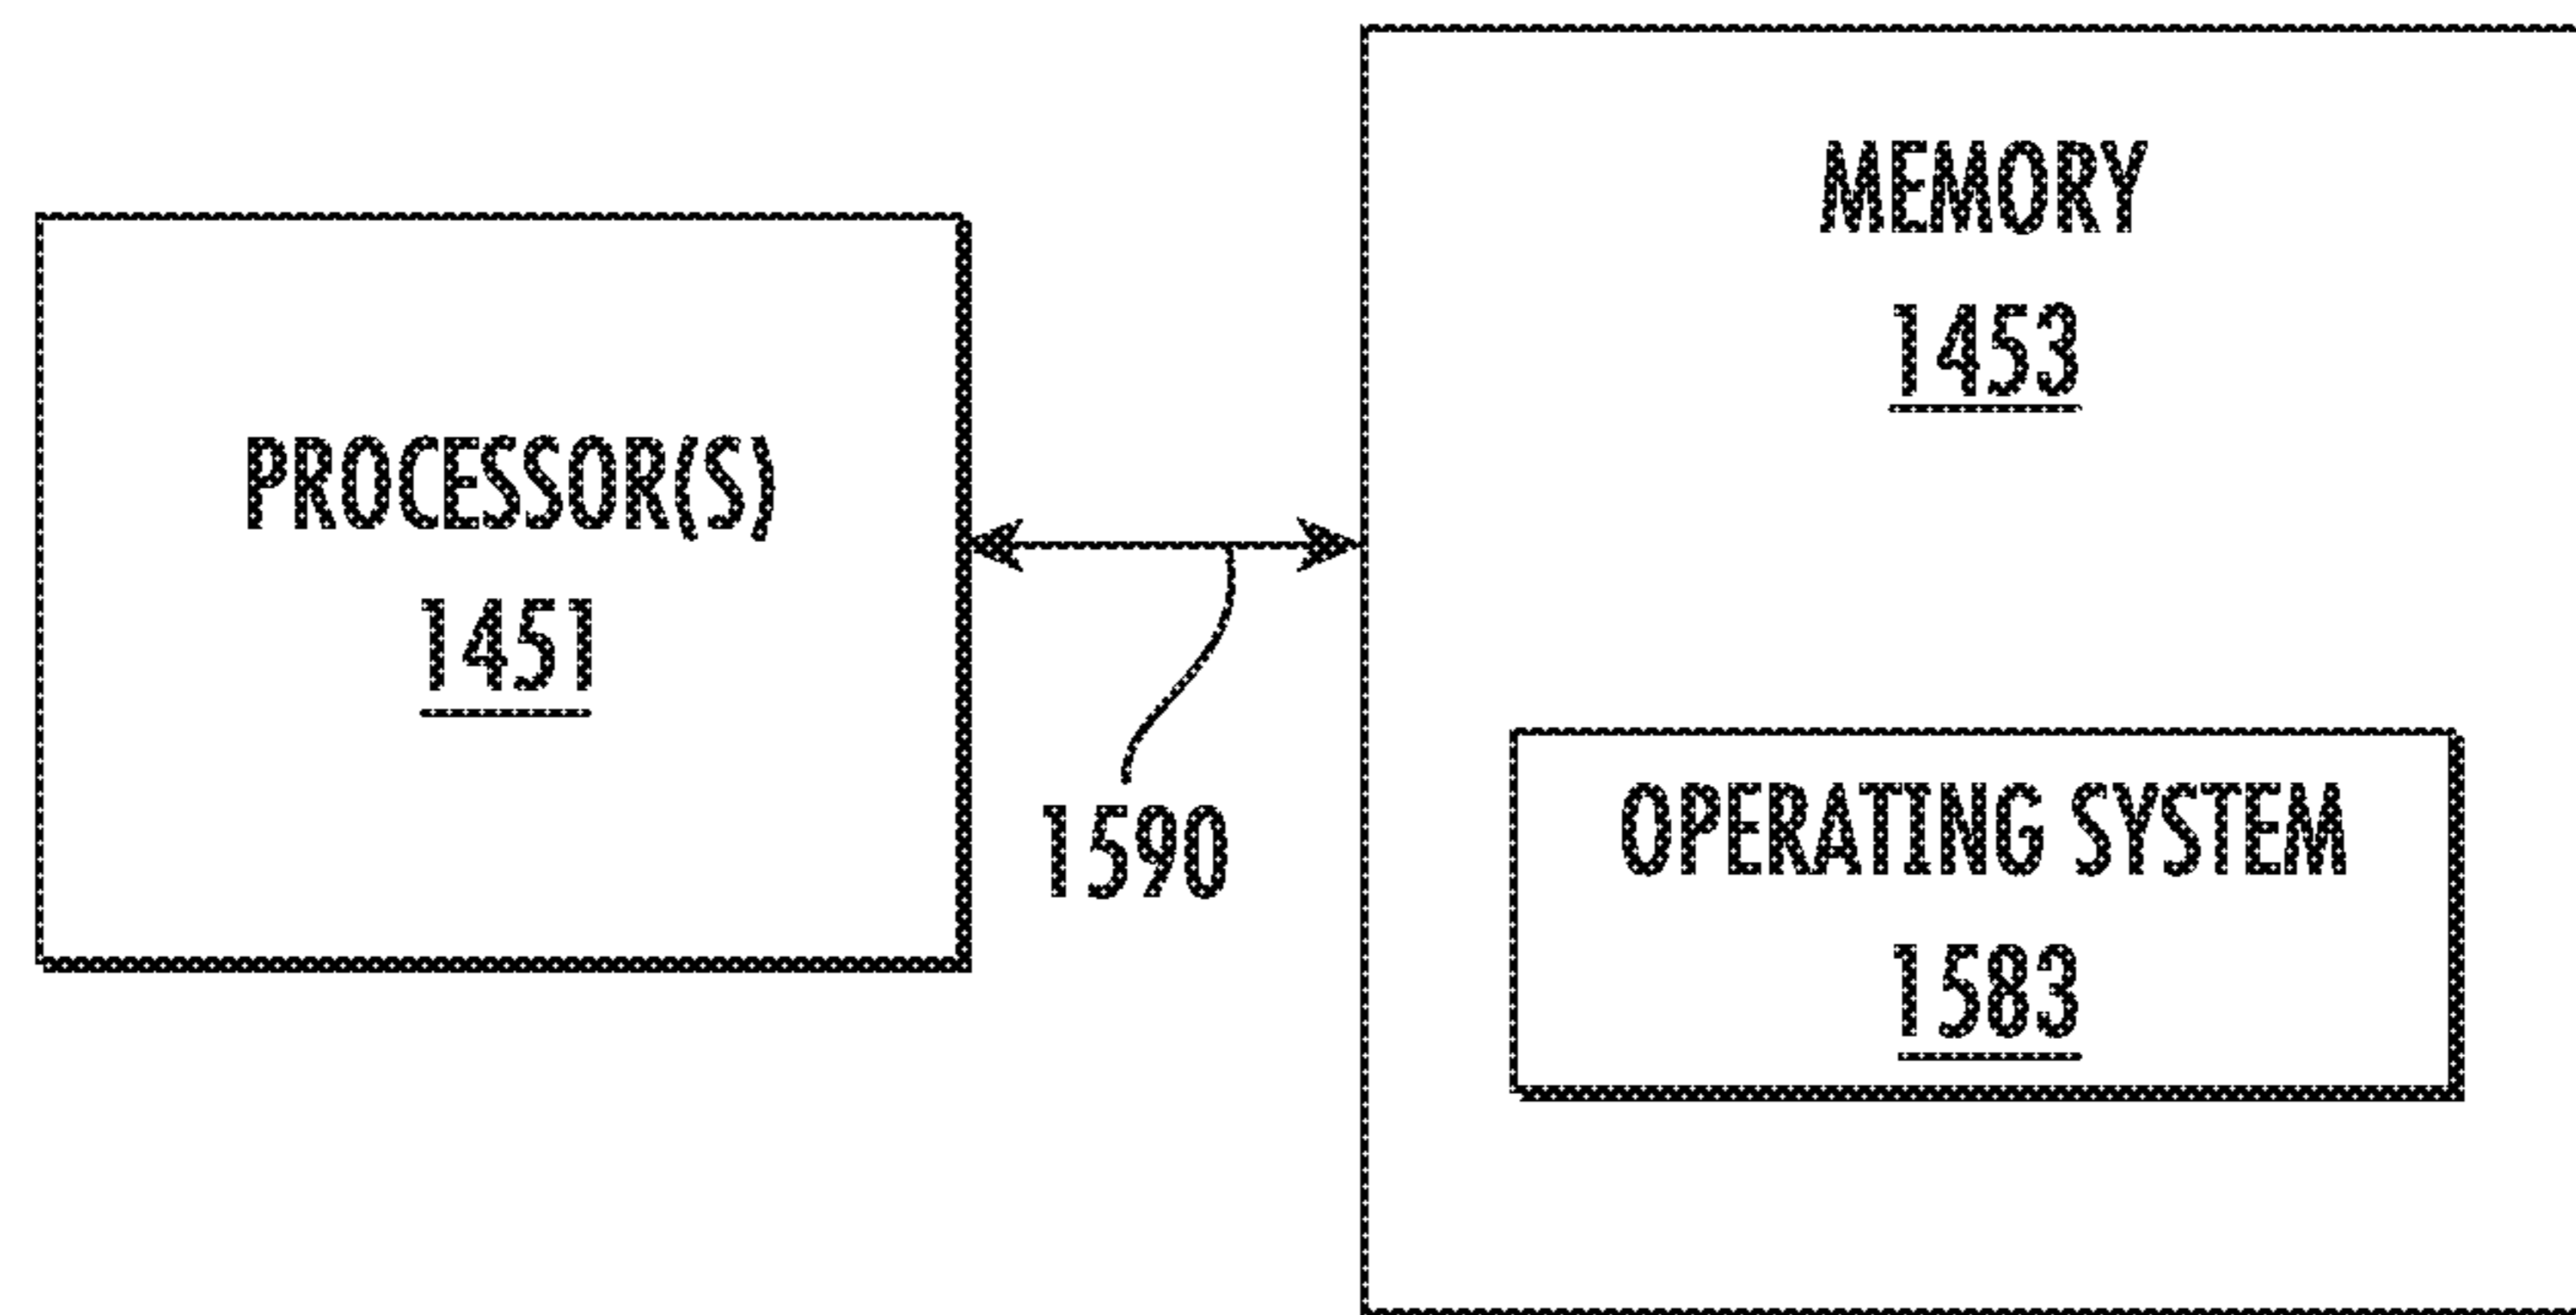 MEMORY
1453
PROCESSOR(S)
1451
1590
OPERATING SYSTEM
1583